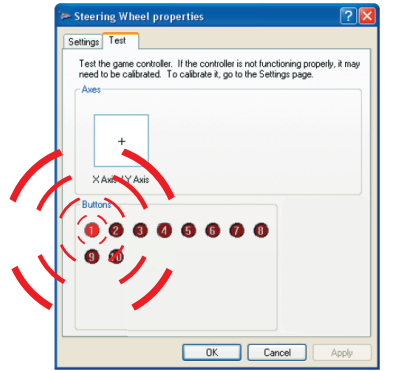 Steering Wheel properties
Settings Test
Test the game controller. If the controller is not functioning properly, it may
need to be calibrated. To calibrate it, go to the Settings page.
Axes
X Axis / Y Axis
Buttons
1 2 3 4 5 6 7 8
9 10
OK Cancel Apply